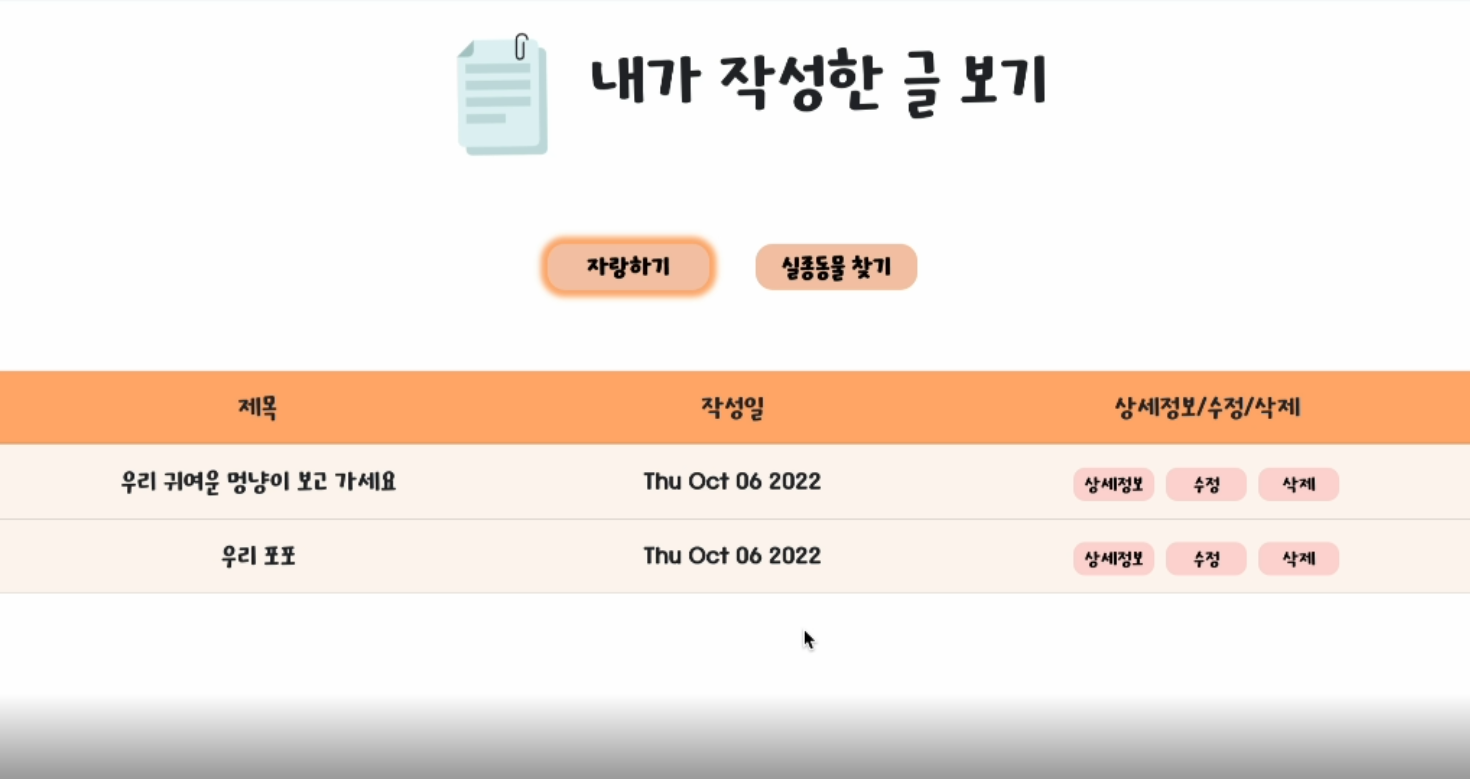 내가 작성한 글 보기
자랑하기 실종동물 찾기
제목 작성일 상세정보/수정/삭제
우리 귀여운 멍냥이 보고 가세요 Thu Oct 06 2022 상세정보 수정 삭제
우리 포포 Thu Oct 06 2022 상세정보 수정 삭제